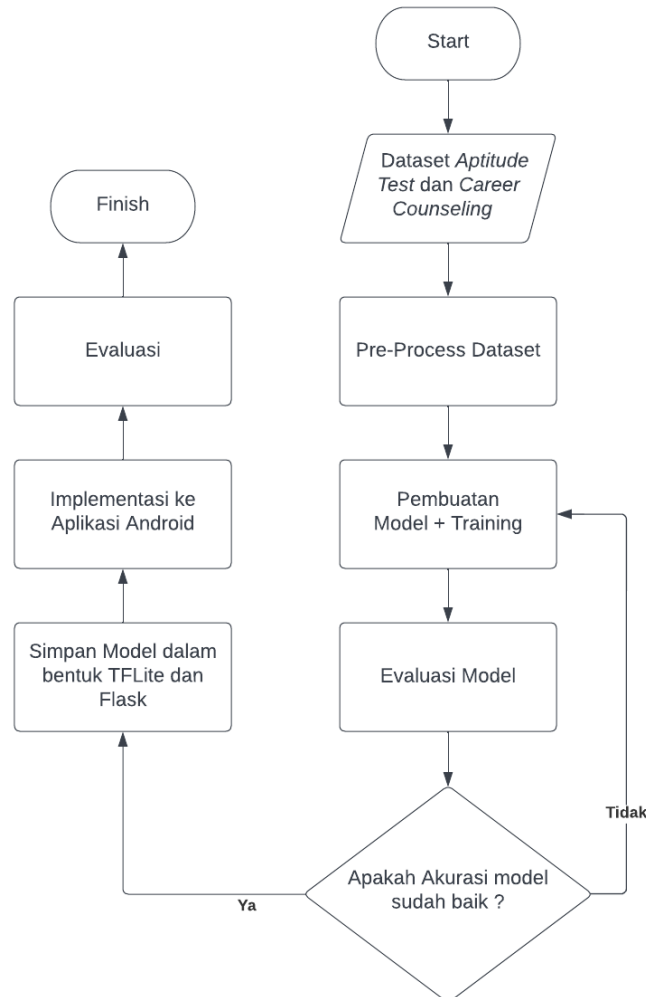 Start
Dataset Aptitude
Test dan Career
Counseling
Pre-Process Dataset
Pembuatan
Model + Training
Evaluasi Model
Apakah Akurasi model
sudah baik ?
Tidak
Ya
Simpan Model dalam
bentuk TFLite dan
Flask
Implementasi ke
Aplikasi Android
Evaluasi
Finish